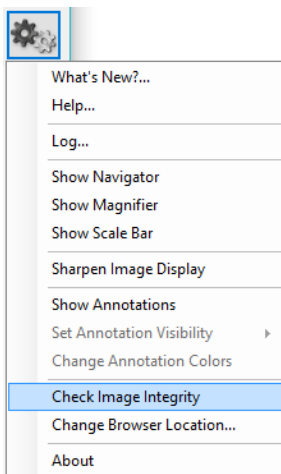 What's New?...
Help...
Log...
Show Navigator
Show Magnifier
Show Scale Bar
Sharpen Image Display
Show Annotations
Set Annotation Visibility
Change Annotation Colors
Check Image Integrity
Change Browser Location...
About